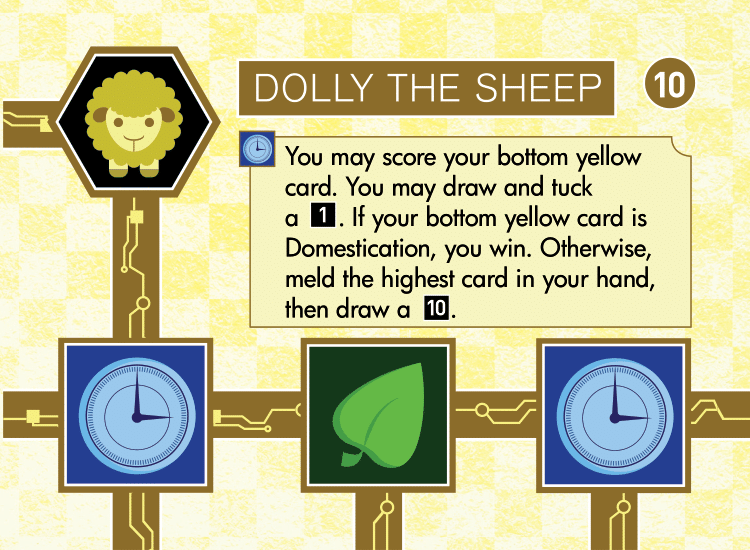 DOLLY THE SHEEP 10
You may score your bottom yellow
card. You may draw and tuck
a 1. If your bottom yellow card is
Domestication, you win. Otherwise,
meld the highest card in your hand,
then draw a 10.